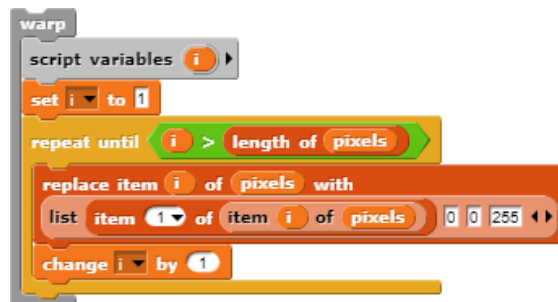 warp
script variables i
set i to 1
repeat until i > length of pixels
replace item i of pixels with
list item 1 of item i of pixels 0 0 255
change i by 1